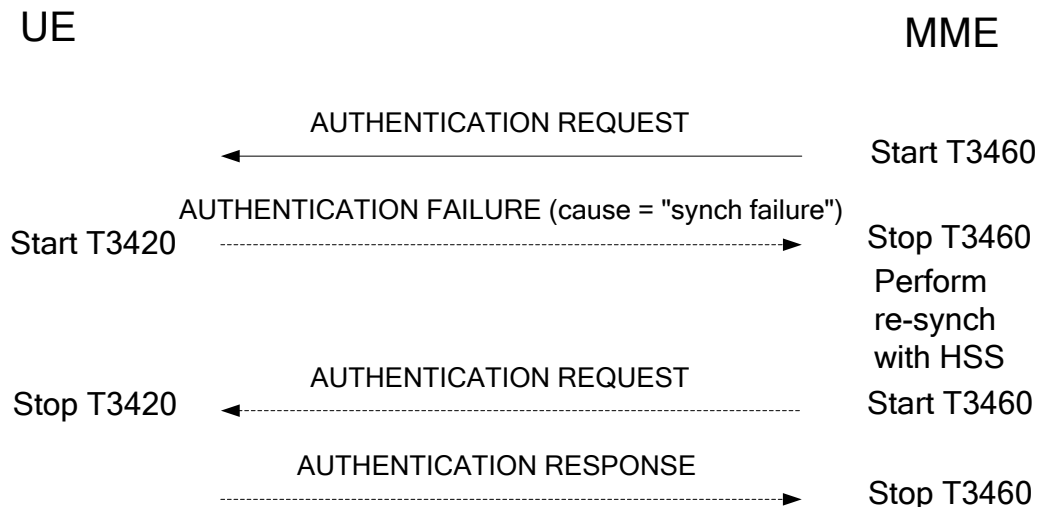 UE
MME
AUTHENTICATION REQUEST
Start T3460
AUTHENTICATION FAILURE (cause = "synch failure")
Start T3420
Stop T3460
Perform
re-synch
with HSS
AUTHENTICATION REQUEST
Stop T3420
Start T3460
AUTHENTICATION RESPONSE
Stop T3460